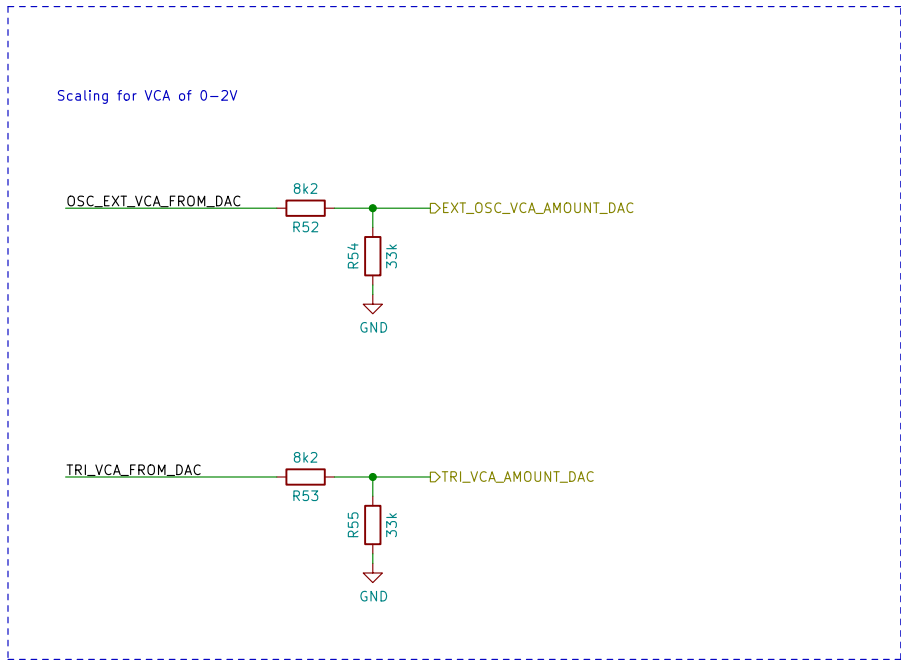 Scaling for VCA of 0-2V
8k2
OSC_EXT_VCA_FROM_DAC
EXT_OSC_VCA_AMOUNT_DAC
R52
R54
33k
GND
8k2
TRI_VCA_FROM_DAC
TRI_VCA_AMOUNT_DAC
R53
R55
33k
GND